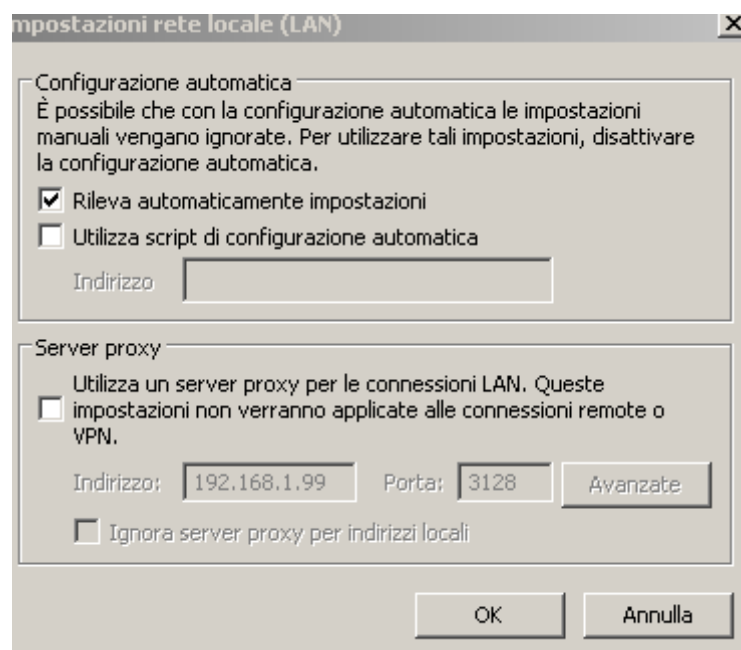 mpostazioni rete locale (LAN)
Configurazione automatica
È possibile che con la configurazione automatica le impostazioni
manuali vengano ignorate. Per utilizzare tali impostazioni, disattivare
la configurazione automatica.
Rileva automaticamente impostazioni
Utilizza script di configurazione automatica
Indirizzo
Server proxy
Utilizza un server proxy per le connessioni LAN. Queste
impostazioni non verranno applicate alle connessioni remote o
VPN.
Indirizzo: 192.168.1.99 Porta: 3128 Avanzate
Ignora server proxy per indirizzi locali
OK Annulla